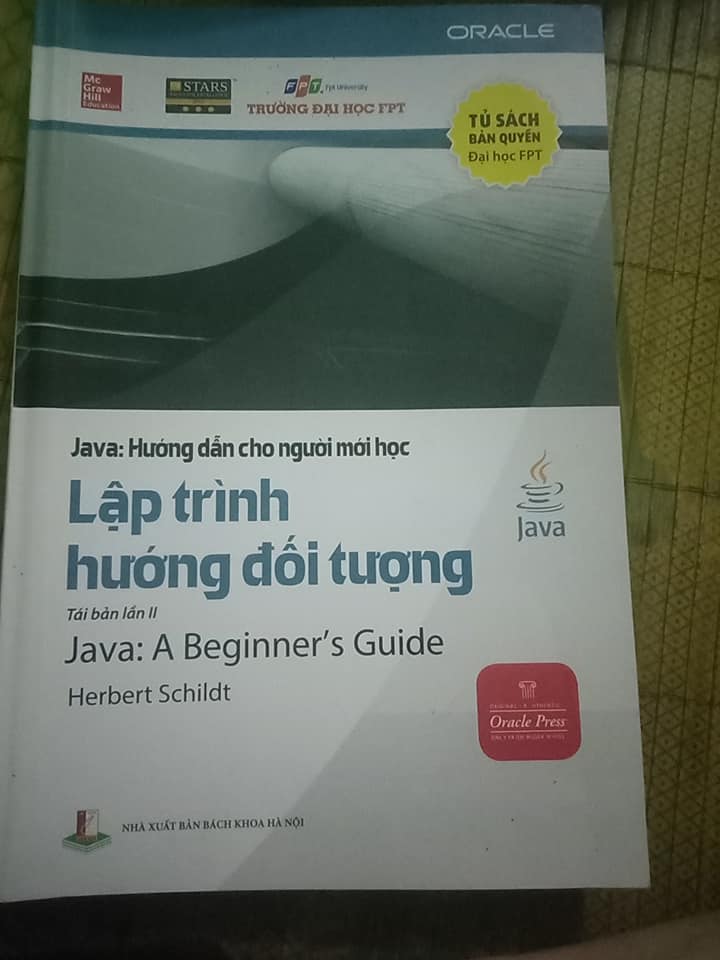 ORACLE
Mc
Graw
Hill
Education
STARS
FPT. Fpt University
TRƯỜNG ĐẠI HỌC FPT
TỦ SÁCH
BẢN QUYỀN
Đại học FPT
Java: Hướng dẫn cho người mới học
Lập trình
hướng đối tượng
Java
Tái bản lần II
Java: A Beginner's Guide
Herbert Schildt
Oracle Press
NHÀ XUẤT BẢN BÁCH KHOA HÀ NỘI